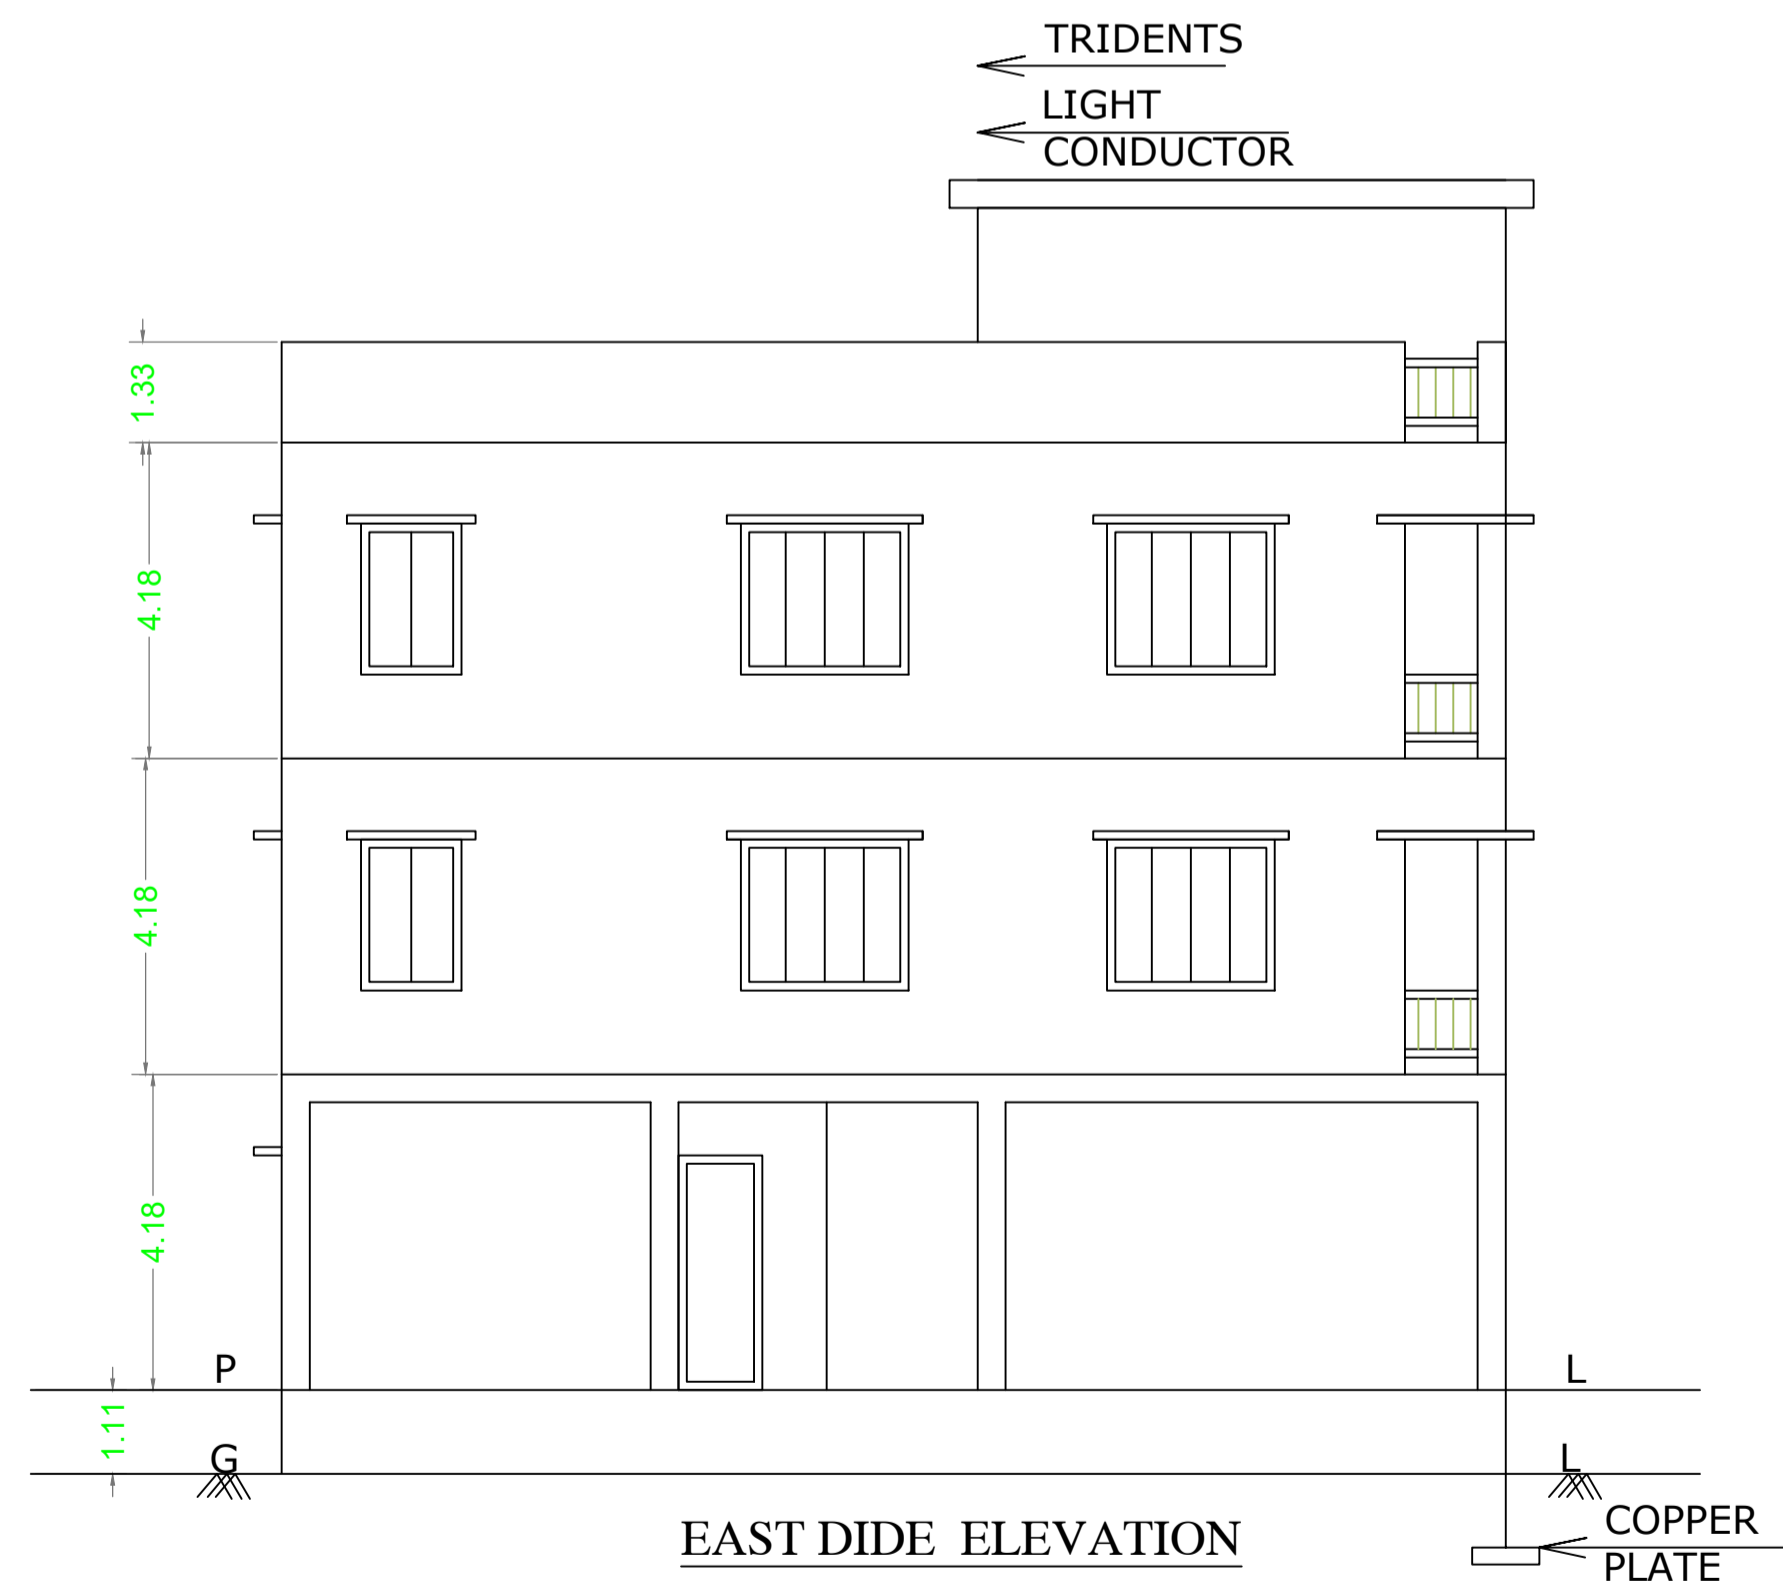 TRIDENTS
LIGHT
CONDUCTOR
1.33
4.18
4.18
4.18
P L
1.11
G L
EAST DIDE ELEVATION
COPPER
PLATE